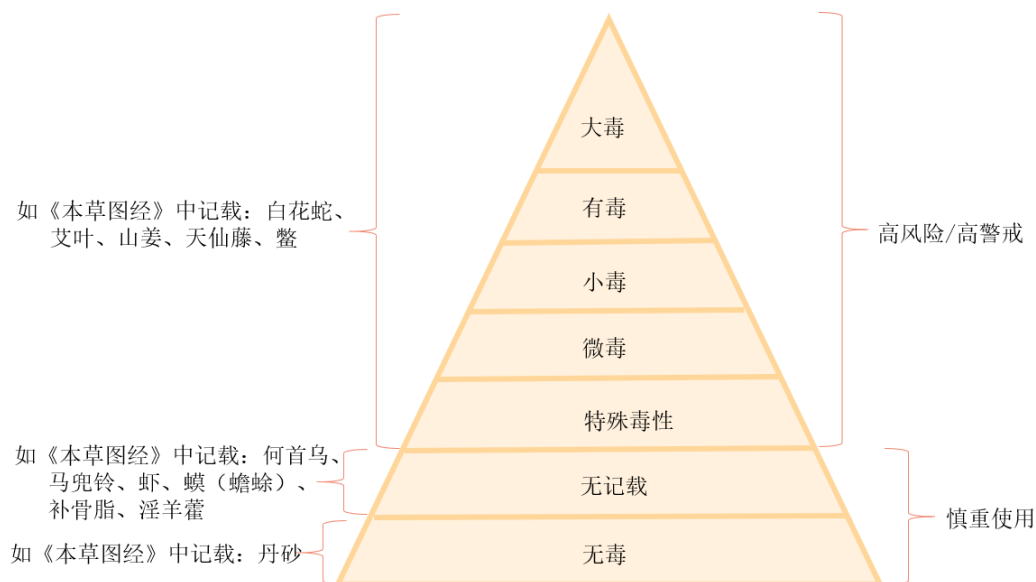 大毒
有毒
小毒
微毒
特殊毒性
无记载
无毒
如《本草图经》中记载：白花蛇、
艾叶、山姜、天仙藤、鳖
如《本草图经》中记载：何首乌、
马兜铃、虾、蟆（蟾蜍）、
补骨脂、淫羊藿
如《本草图经》中记载：丹砂
高风险/高警戒
慎重使用